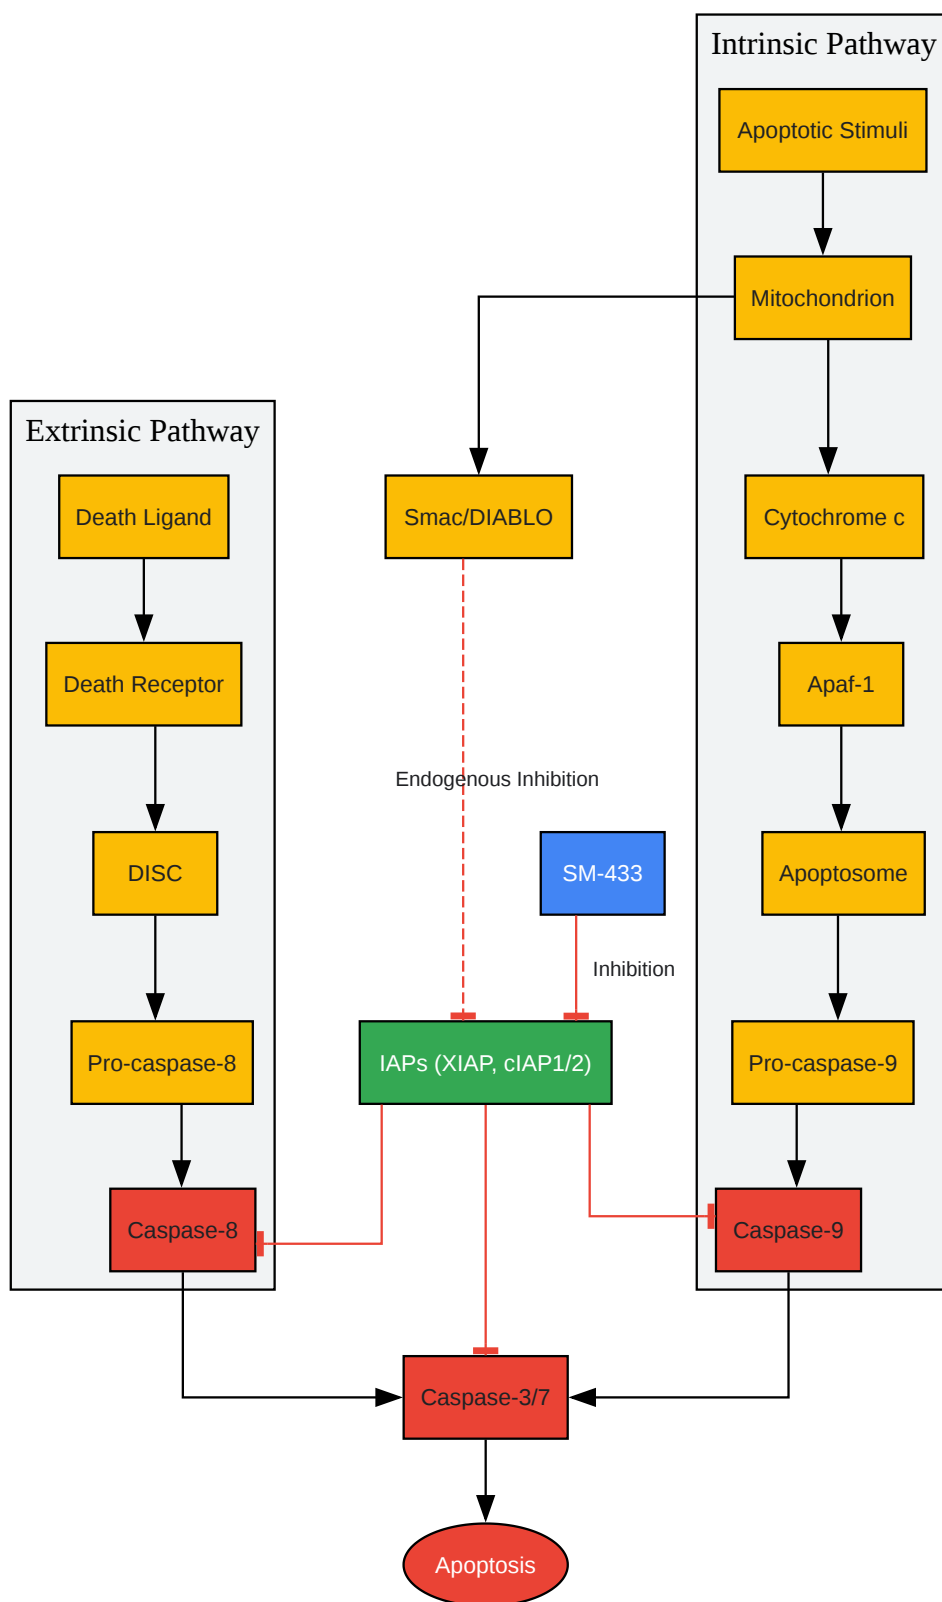 Intrinsic Pathway
Apoptotic Stimuli
Mitochondrion
Extrinsic Pathway
Death Ligand
Smac/DIABLO
Cytochrome c
Death Receptor
Apaf-1
Endogenous Inhibition
DISC
SM-433
Apoptosome
Inhibition
Pro-caspase-8
IAPs (XIAP, cIAP1/2)
Pro-caspase-9
Caspase-8
Caspase-9
Caspase-3/7
Apoptosis